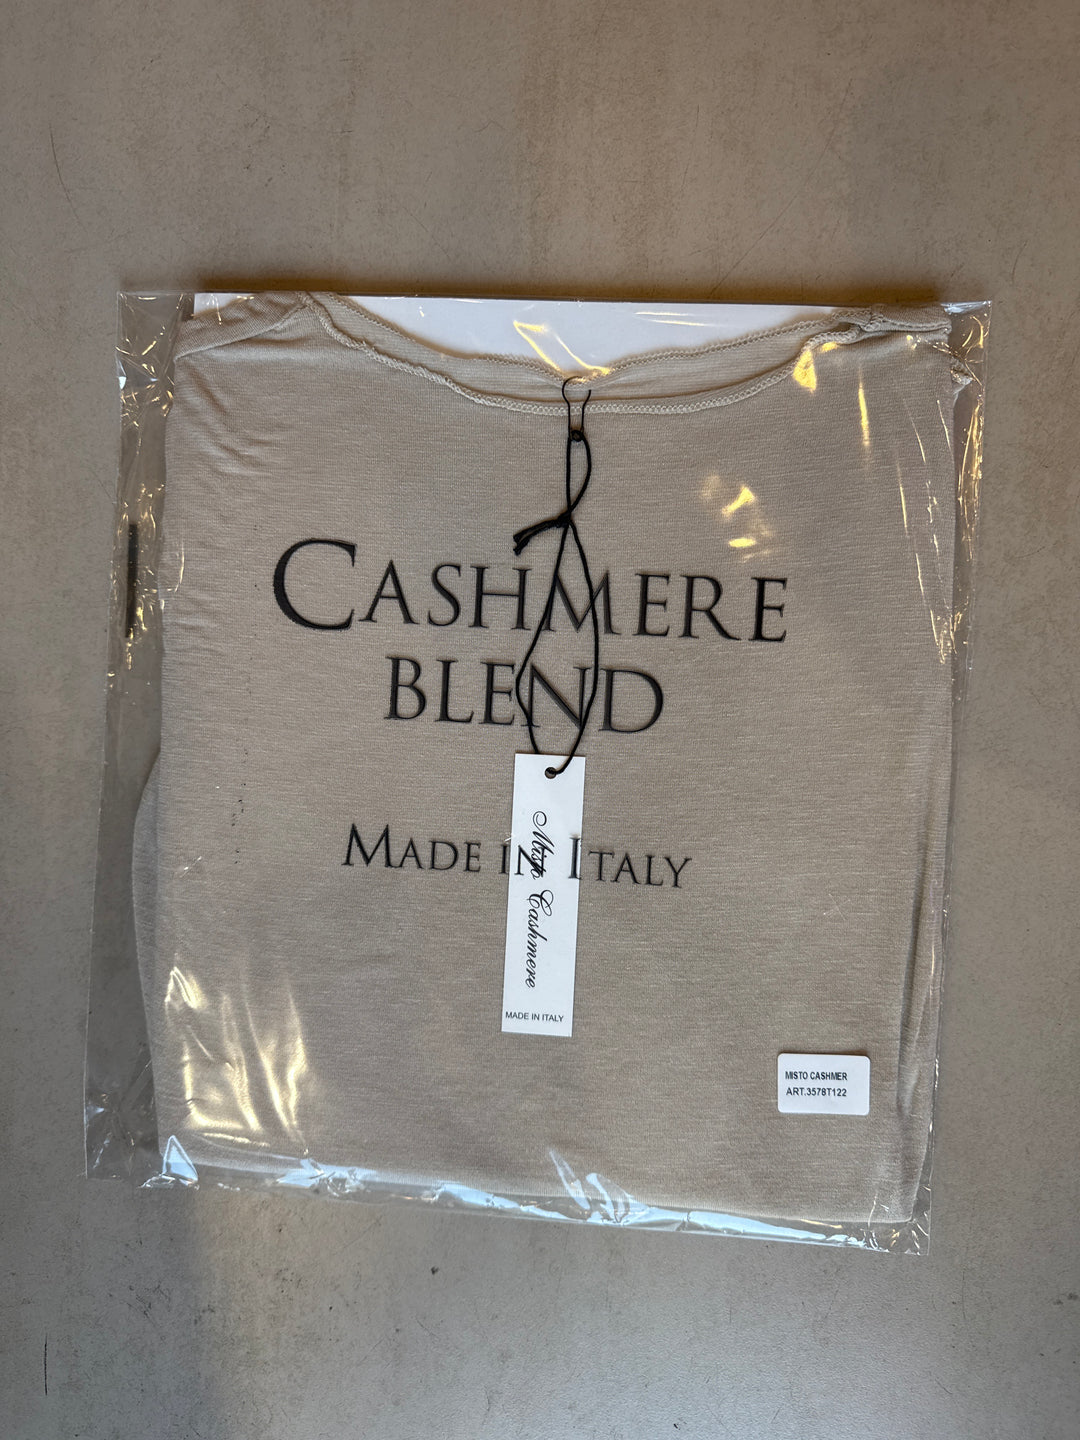 CASHMERE
BLEND
MADE IN ITALY
Misto Cashmere
MADE IN ITALY
MISTO CASHMER
ART.3578T122